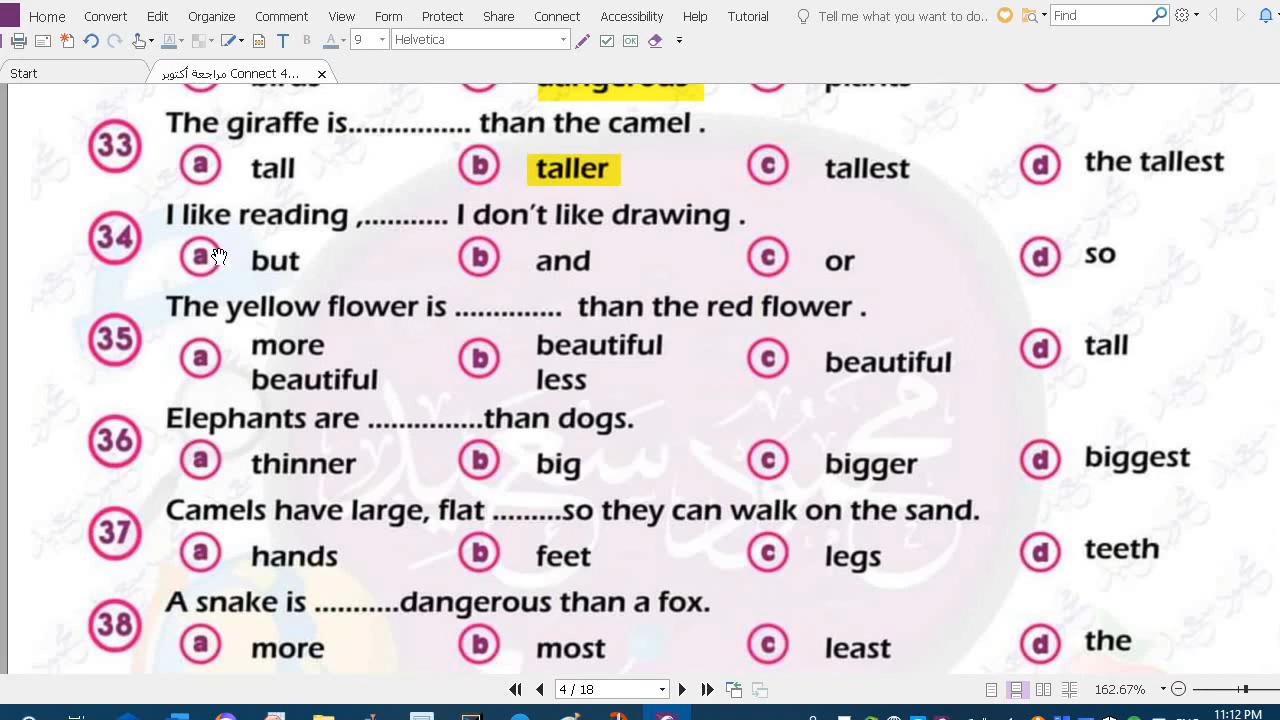 Home Convert Edit Organize Comment View Form Protect Share Connect Accessibility Help Tutorial Tell me what you want to do.. Find
9 Helvetica
Start مراجعة أكتوبر Connect 4...
birds dangerous plants
33 The giraffe is................ than the camel .
a tall b taller c tallest d the tallest
34 I like reading ,........... I don't like drawing .
a but b and c or d so
35 The yellow flower is .............. than the red flower .
a more beautiful b beautiful less c beautiful d tall
36 Elephants are ...............than dogs.
a thinner b big c bigger d biggest
37 Camels have large, flat .........so they can walk on the sand.
a hands b feet c legs d teeth
38 A snake is ...........dangerous than a fox.
a more b most c least d the
4 / 18 162.67%
11:12 PM